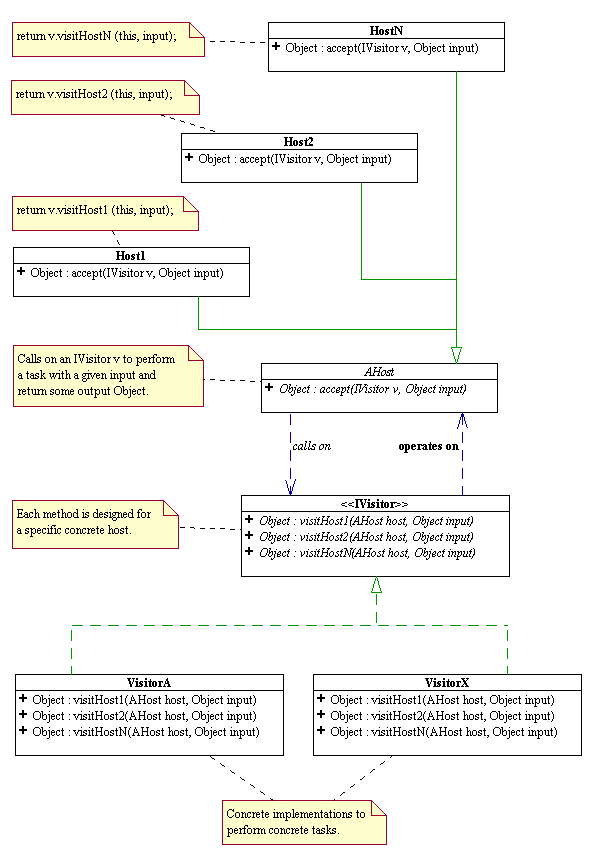 return v.visitHostN (this, input);
HostN
+ Object : accept(IVisitor v, Object input)
return v.visitHost2 (this, input);
Host2
+ Object : accept(IVisitor v, Object input)
return v.visitHost1 (this, input);
Host1
+ Object : accept(IVisitor v, Object input)
Calls on an IVisitor v to perform
a task with a given input and
return some output Object.
AHost
+ Object : accept(IVisitor v, Object input)
calls on
operates on
Each method is designed for
a specific concrete host.
<<IVisitor>>
+ Object : visitHost1(AHost host, Object input)
+ Object : visitHost2(AHost host, Object input)
+ Object : visitHostN(AHost host, Object input)
VisitorA
+ Object : visitHost1(AHost host, Object input)
+ Object : visitHost2(AHost host, Object input)
+ Object : visitHostN(AHost host, Object input)
VisitorX
+ Object : visitHost1(AHost host, Object input)
+ Object : visitHost2(AHost host, Object input)
+ Object : visitHostN(AHost host, Object input)
Concrete implementations to
perform concrete tasks.